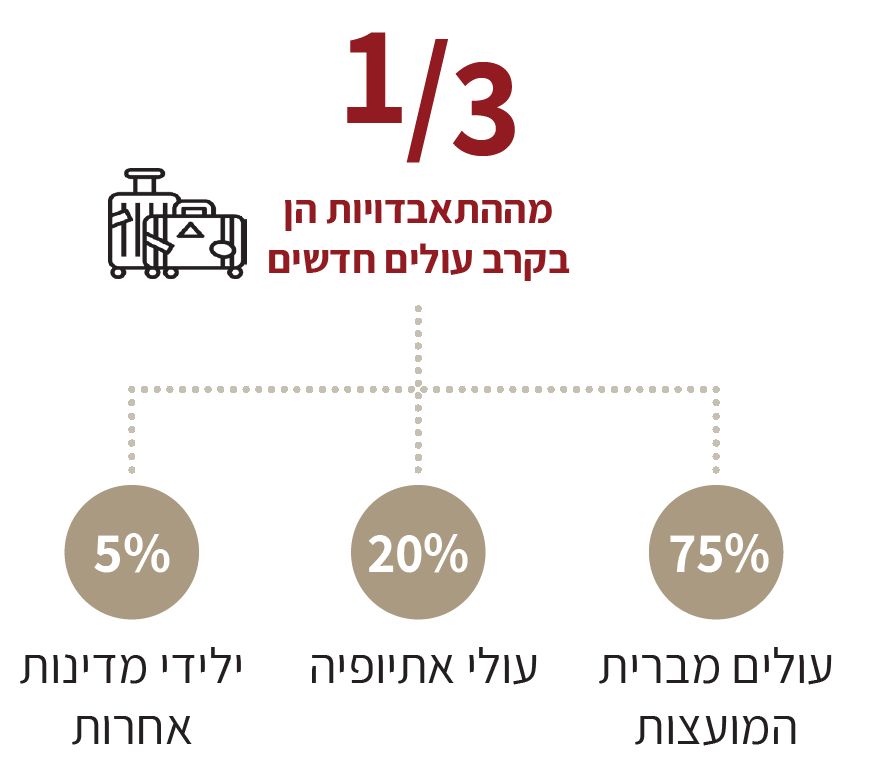 1/3
מההתאבדויות הן
בקרב עולים חדשים
75%
20%
5%
עולים מברית
המועצות
עולי אתיופיה
ילידי מדינות
אחרות